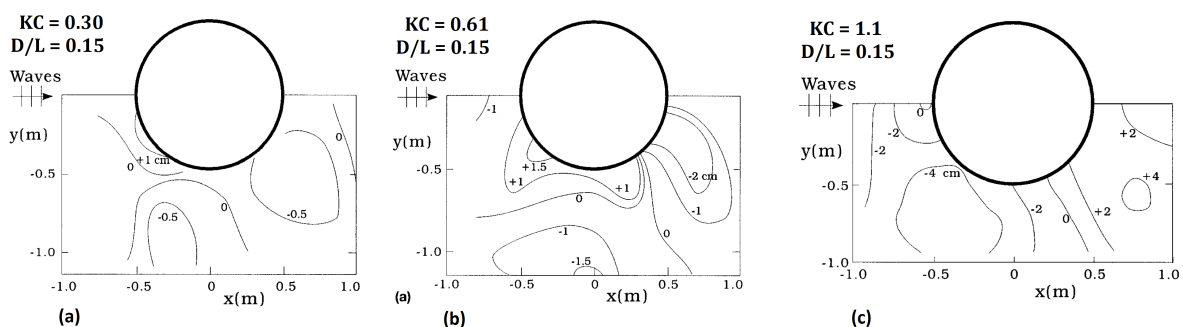 KC = 0.30
D/L = 0.15
Waves
y(m)
-0.5
-1.0
0
+1 cm
0
0
-0.5
-0.5
-1.0
-0.5
0
0.5
1.0
x(m)
(a)
KC = 0.61
D/L = 0.15
Waves
y(m)
-0.5
-1.0
-1
+1.5
+1
+1
0
-2 cm
-1
0
-1
-1.5
-1.0
-0.5
0
0.5
1.0
x(m)
(a)
(b)
KC = 1.1
D/L = 0.15
Waves
y(m)
-0.5
-1.0
0
-2
-2
-4 cm
-2
0
+2
+2
+4
-1.0
-0.5
0
0.5
1.0
x(m)
(c)